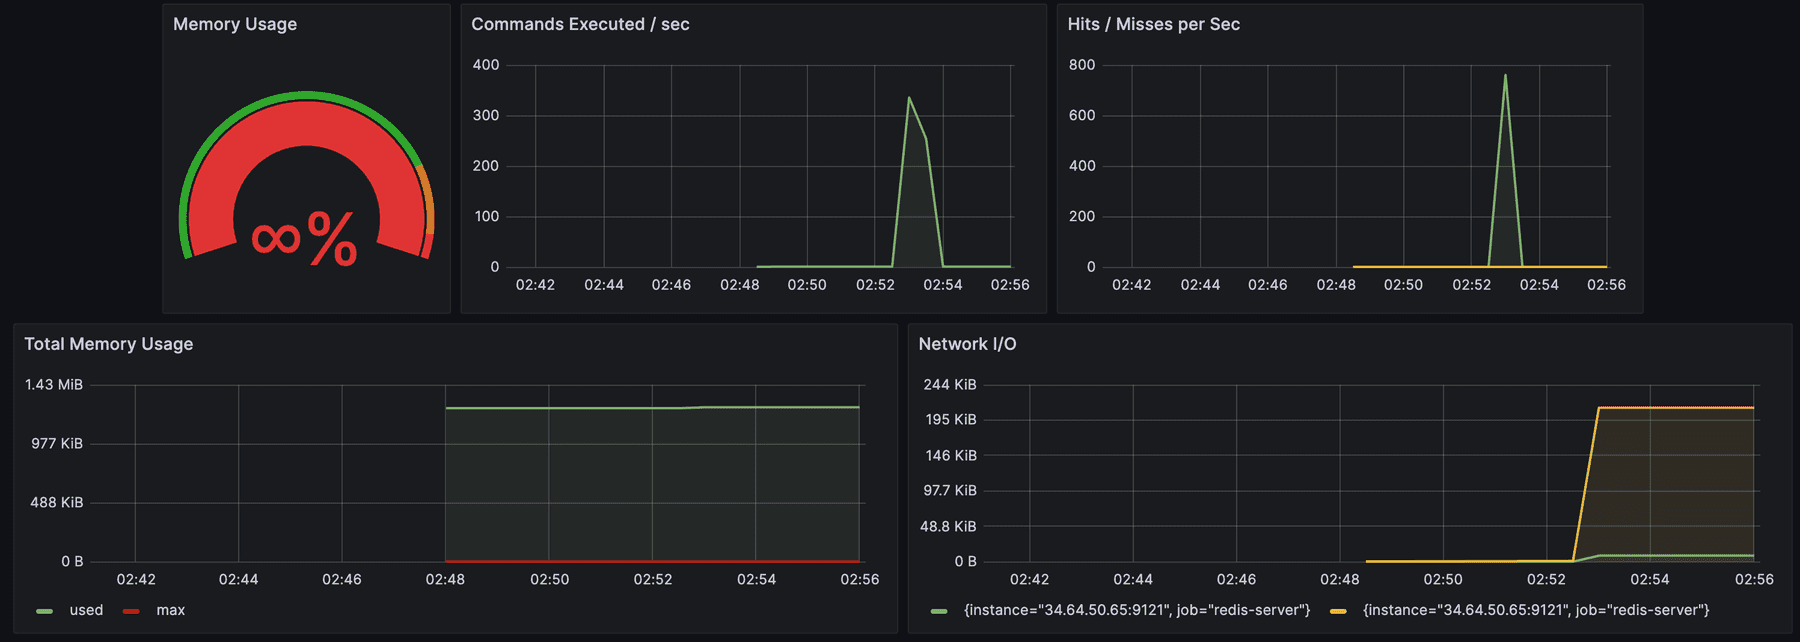 Memory Usage
∞%
Commands Executed / sec
400
300
200
100
0
02:42 02:44 02:46 02:48 02:50 02:52 02:54 02:56
Hits / Misses per Sec
800
600
400
200
0
02:42 02:44 02:46 02:48 02:50 02:52 02:54 02:56
Total Memory Usage
1.43 MiB
977 KiB
488 KiB
0 B
02:42 02:44 02:46 02:48 02:50 02:52 02:54 02:56
used max
Network I/O
244 KiB
195 KiB
146 KiB
97.7 KiB
48.8 KiB
0 B
02:42 02:44 02:46 02:48 02:50 02:52 02:54 02:56
{instance="34.64.50.65:9121", job="redis-server"} {instance="34.64.50.65:9121", job="redis-server"}